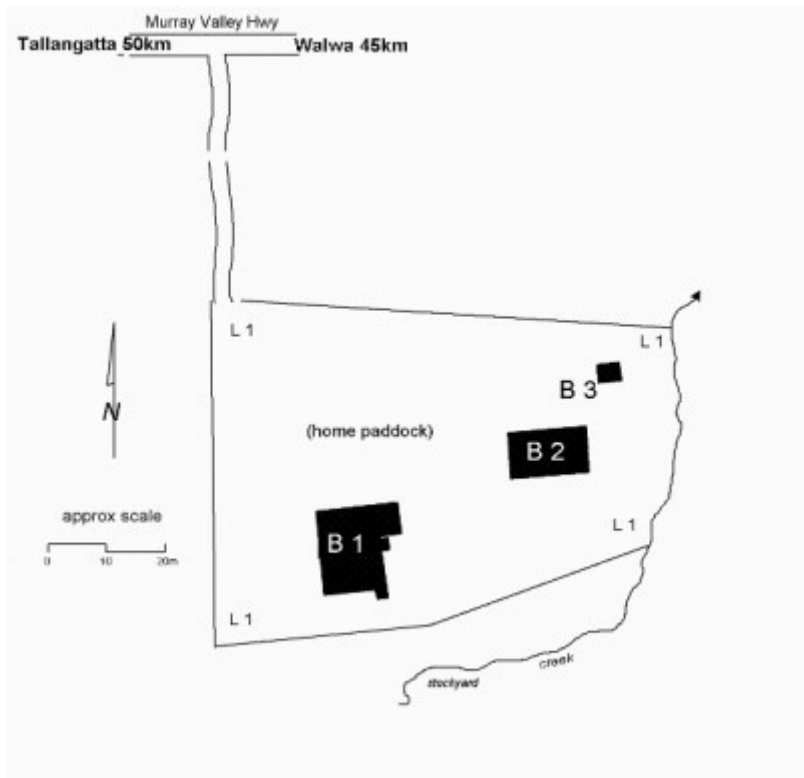 Murray Valley Hwy
Tallangatta 50km
Walwa 45km
L 1
L 1
B 3
N
(home paddock)
B 2
approx scale
0 10 20m
B 1
L 1
L 1
stockyard creek